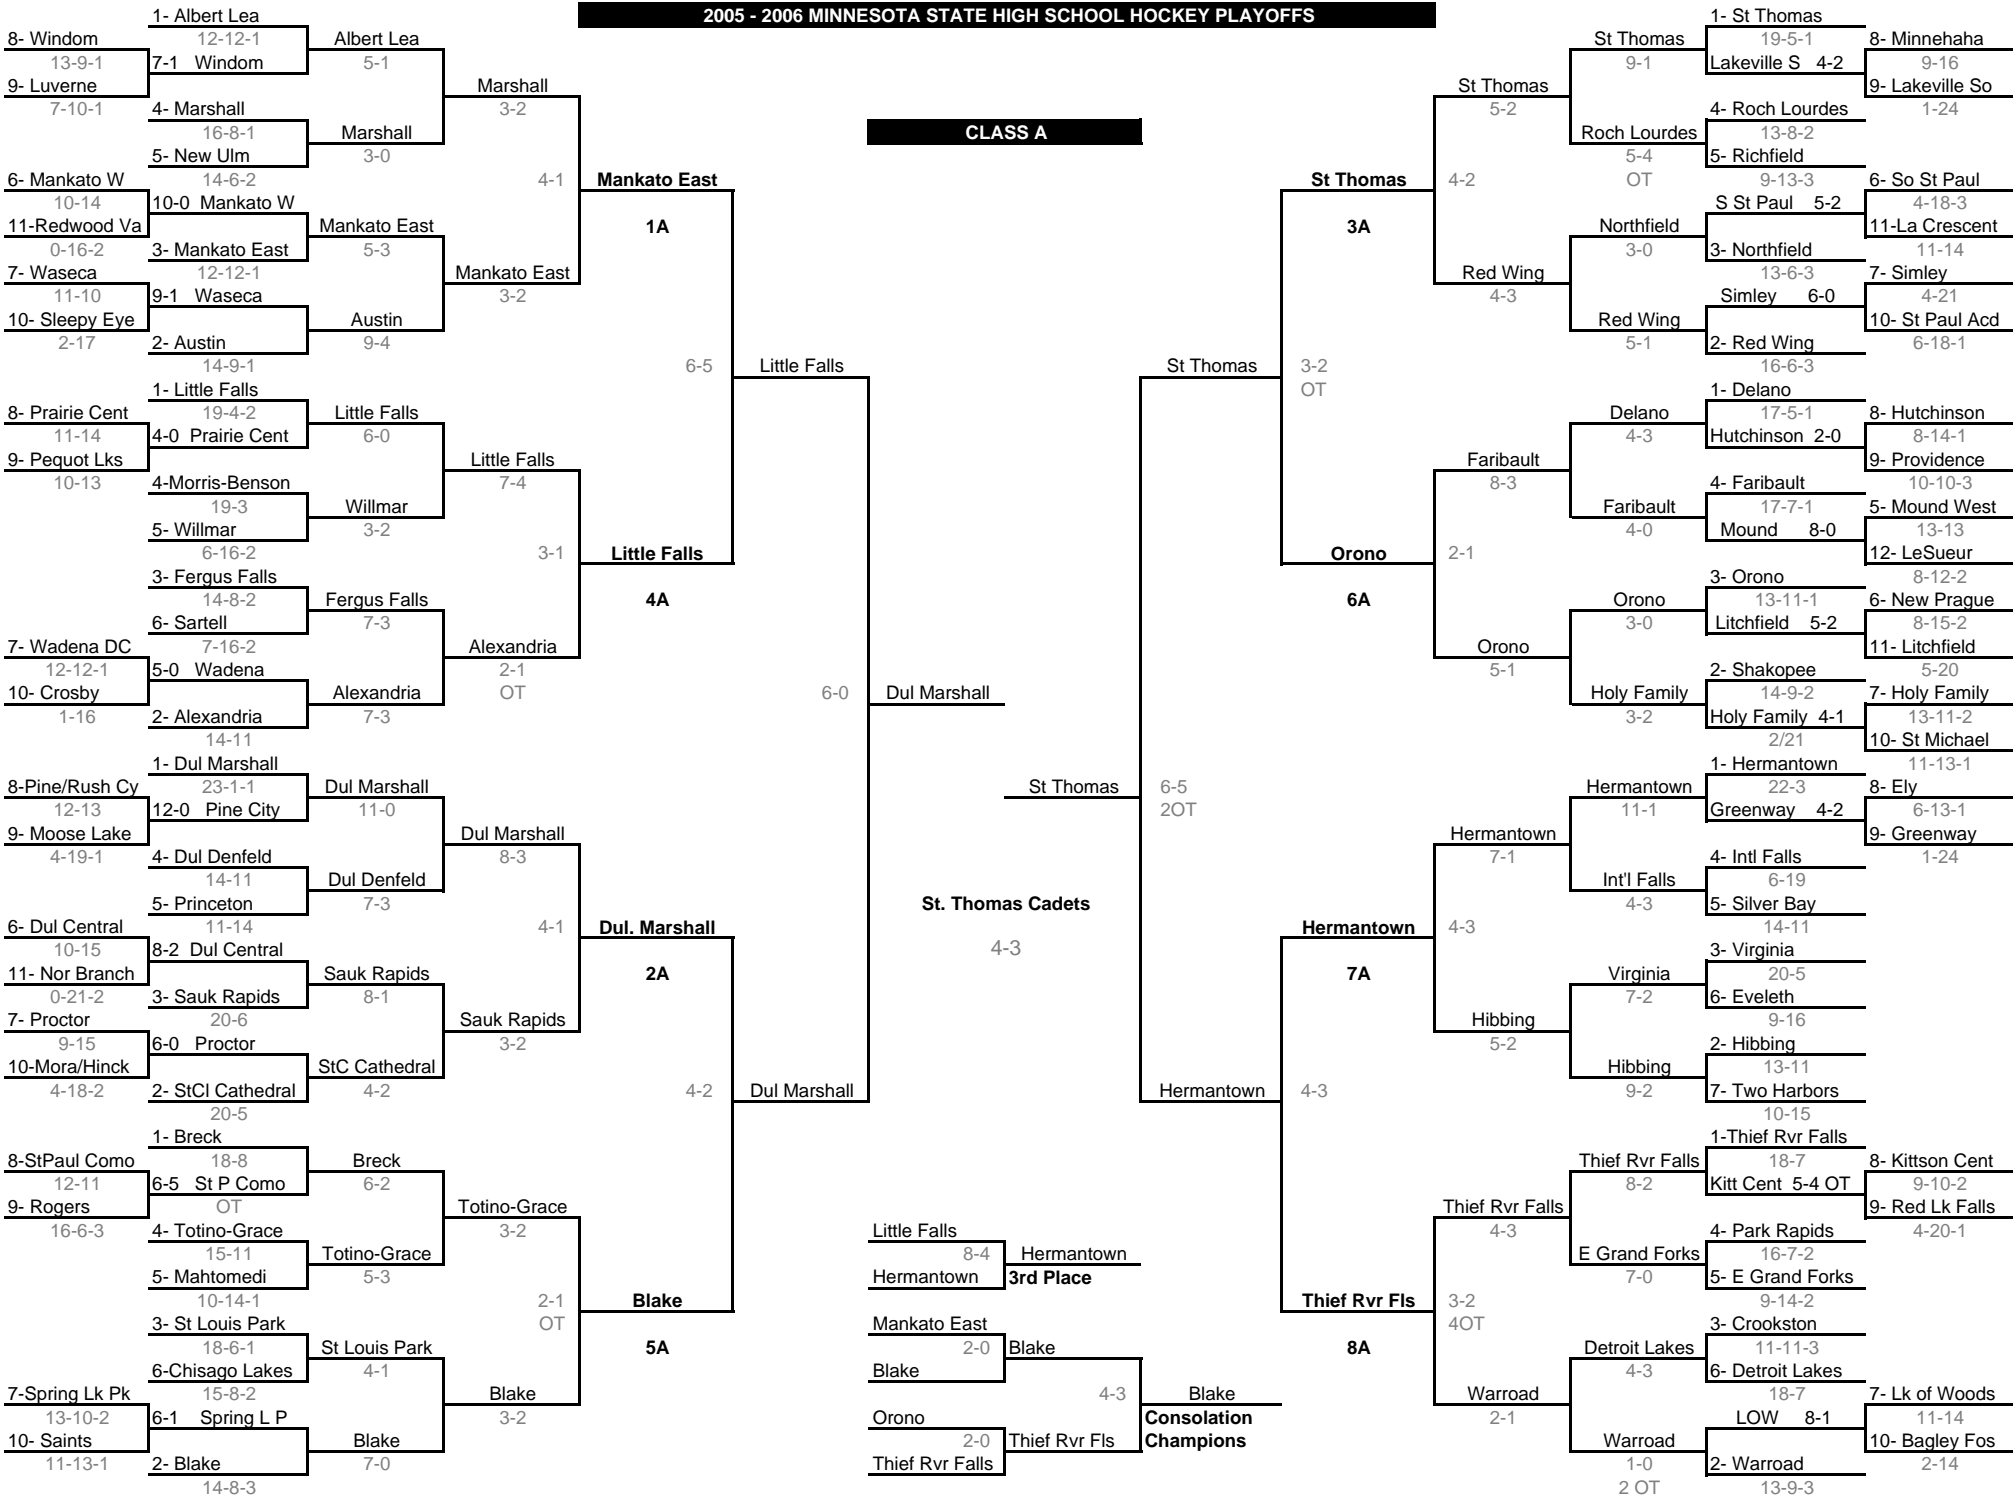 2005 - 2006 MINNESOTA STATE HIGH SCHOOL HOCKEY PLAYOFFS
CLASS A
8- Windom
13-9-1
9- Luverne
7-10-1
6- Mankato W
10-14
11-Redwood Va
0-16-2
7- Waseca
11-10
10- Sleepy Eye
2-17
8- Prairie Cent
11-14
9- Pequot Lks
10-13
7- Wadena DC
12-12-1
10- Crosby
1-16
8-Pine/Rush Cy
12-13
9- Moose Lake
4-19-1
6- Dul Central
10-15
11- Nor Branch
0-21-2
7- Proctor
9-15
10-Mora/Hinck
4-18-2
8-StPaul Como
12-11
9- Rogers
16-6-3
7-Spring Lk Pk
13-10-2
10- Saints
11-13-1
1- Albert Lea
12-12-1
7-1 Windom
4- Marshall
16-8-1
5- New Ulm
14-6-2
10-0 Mankato W
3- Mankato East
12-12-1
9-1 Waseca
2- Austin
14-9-1
1- Little Falls
19-4-2
4-0 Prairie Cent
4-Morris-Benson
19-3
5- Willmar
6-16-2
3- Fergus Falls
14-8-2
6- Sartell
7-16-2
5-0 Wadena
2- Alexandria
14-11
1- Dul Marshall
23-1-1
12-0 Pine City
4- Dul Denfeld
14-11
5- Princeton
11-14
8-2 Dul Central
3- Sauk Rapids
20-6
6-0 Proctor
2- StCl Cathedral
20-5
1- Breck
18-8
6-5 St P Como
OT
4- Totino-Grace
15-11
5- Mahtomedi
10-14-1
3- St Louis Park
18-6-1
6-Chisago Lakes
15-8-2
6-1 Spring L P
2- Blake
14-8-3
Albert Lea
5-1
Marshall
3-0
Mankato East
5-3
Austin
9-4
Little Falls
6-0
Willmar
3-2
Fergus Falls
7-3
Alexandria
7-3
Dul Marshall
11-0
Dul Denfeld
7-3
Sauk Rapids
8-1
StC Cathedral
4-2
Breck
6-2
Totino-Grace
5-3
St Louis Park
4-1
Blake
7-0
Marshall
3-2
4-1
Mankato East
3-2
Little Falls
7-4
3-1
Alexandria
2-1
OT
Dul Marshall
8-3
4-1
Sauk Rapids
3-2
Totino-Grace
3-2
2-1
OT
Blake
3-2
Mankato East
1A
6-5
Little Falls
4A
Dul. Marshall
2A
4-2
Blake
5A
Little Falls
6-0
Dul Marshall
Dul Marshall
St Thomas
St. Thomas Cadets
4-3
Little Falls
8-4
Hermantown
Hermantown
3rd Place
Mankato East
2-0
Blake
Blake
4-3
Blake
Consolation
Champions
Orono
2-0
Thief Rvr Fls
Thief Rvr Falls
St Thomas
6-5
2OT
Hermantown
St Thomas
3A
3-2
OT
Orono
6A
Hermantown
7A
4-3
Thief Rvr Fls
8A
St Thomas
5-2
4-2
Red Wing
4-3
Faribault
8-3
2-1
Orono
5-1
Hermantown
7-1
4-3
Hibbing
5-2
Thief Rvr Falls
4-3
3-2
4OT
Warroad
2-1
St Thomas
9-1
Roch Lourdes
5-4
OT
Northfield
3-0
Red Wing
5-1
Delano
4-3
Faribault
4-0
Orono
3-0
Holy Family
3-2
Hermantown
11-1
Int'l Falls
4-3
Virginia
7-2
Hibbing
9-2
Thief Rvr Falls
8-2
E Grand Forks
7-0
Detroit Lakes
4-3
Warroad
1-0
2 OT
1- St Thomas
19-5-1
Lakeville S 4-2
4- Roch Lourdes
13-8-2
5- Richfield
9-13-3
S St Paul 5-2
3- Northfield
13-6-3
Simley 6-0
2- Red Wing
16-6-3
1- Delano
17-5-1
Hutchinson 2-0
4- Faribault
17-7-1
Mound 8-0
3- Orono
13-11-1
Litchfield 5-2
2- Shakopee
14-9-2
Holy Family 4-1
2/21
1- Hermantown
22-3
Greenway 4-2
4- Intl Falls
6-19
5- Silver Bay
14-11
3- Virginia
20-5
6- Eveleth
9-16
2- Hibbing
13-11
7- Two Harbors
10-15
1-Thief Rvr Falls
18-7
Kitt Cent 5-4 OT
4- Park Rapids
16-7-2
5- E Grand Forks
9-14-2
3- Crookston
11-11-3
6- Detroit Lakes
18-7
LOW 8-1
2- Warroad
13-9-3
8- Minnehaha
9-16
9- Lakeville So
1-24
6- So St Paul
4-18-3
11-La Crescent
11-14
7- Simley
4-21
10- St Paul Acd
6-18-1
8- Hutchinson
8-14-1
9- Providence
10-10-3
5- Mound West
13-13
12- LeSueur
8-12-2
6- New Prague
8-15-2
11- Litchfield
5-20
7- Holy Family
13-11-2
10- St Michael
11-13-1
8- Ely
6-13-1
9- Greenway
1-24
8- Kittson Cent
9-10-2
9- Red Lk Falls
4-20-1
7- Lk of Woods
11-14
10- Bagley Fos
2-14